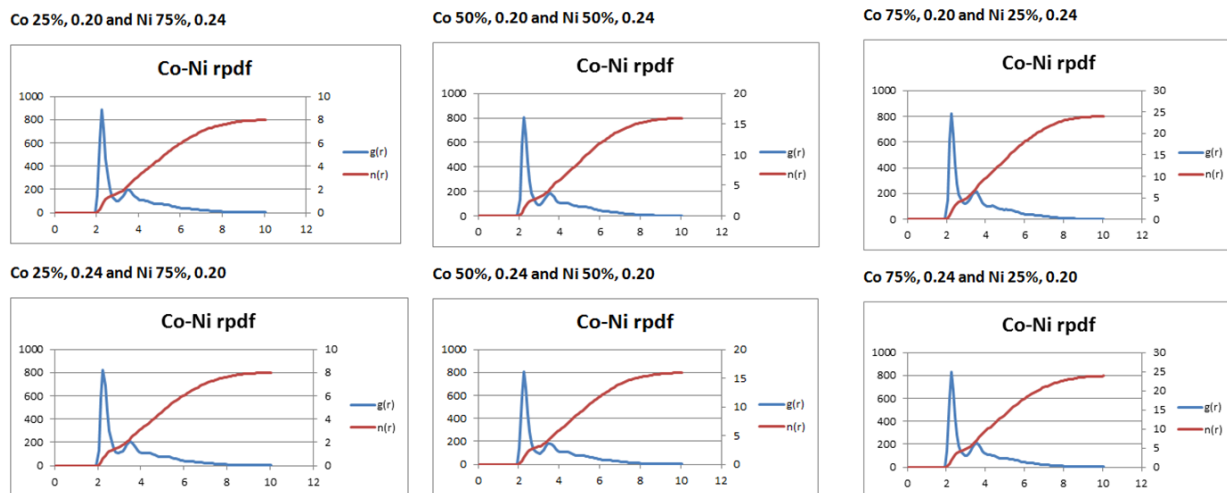 Co 25%, 0.20 and Ni 75%, 0.24
Co-Ni rpdf
1000
800
600
400
200
0
10
8
6
4
2
0
0 2 4 6 8 10 12
g(r)
n(r)
Co 50%, 0.20 and Ni 50%, 0.24
Co-Ni rpdf
1000
800
600
400
200
0
20
15
10
5
0
0 2 4 6 8 10 12
g(r)
n(r)
Co 75%, 0.20 and Ni 25%, 0.24
Co-Ni rpdf
1000
800
600
400
200
0
30
25
20
15
10
5
0
0 2 4 6 8 10 12
g(r)
n(r)
Co 25%, 0.24 and Ni 75%, 0.20
Co-Ni rpdf
1000
800
600
400
200
0
10
8
6
4
2
0
0 2 4 6 8 10 12
g(r)
n(r)
Co 50%, 0.24 and Ni 50%, 0.20
Co-Ni rpdf
1000
800
600
400
200
0
20
15
10
5
0
0 2 4 6 8 10 12
g(r)
n(r)
Co 75%, 0.24 and Ni 25%, 0.20
Co-Ni rpdf
1000
800
600
400
200
0
30
25
20
15
10
5
0
0 2 4 6 8 10 12
g(r)
n(r)